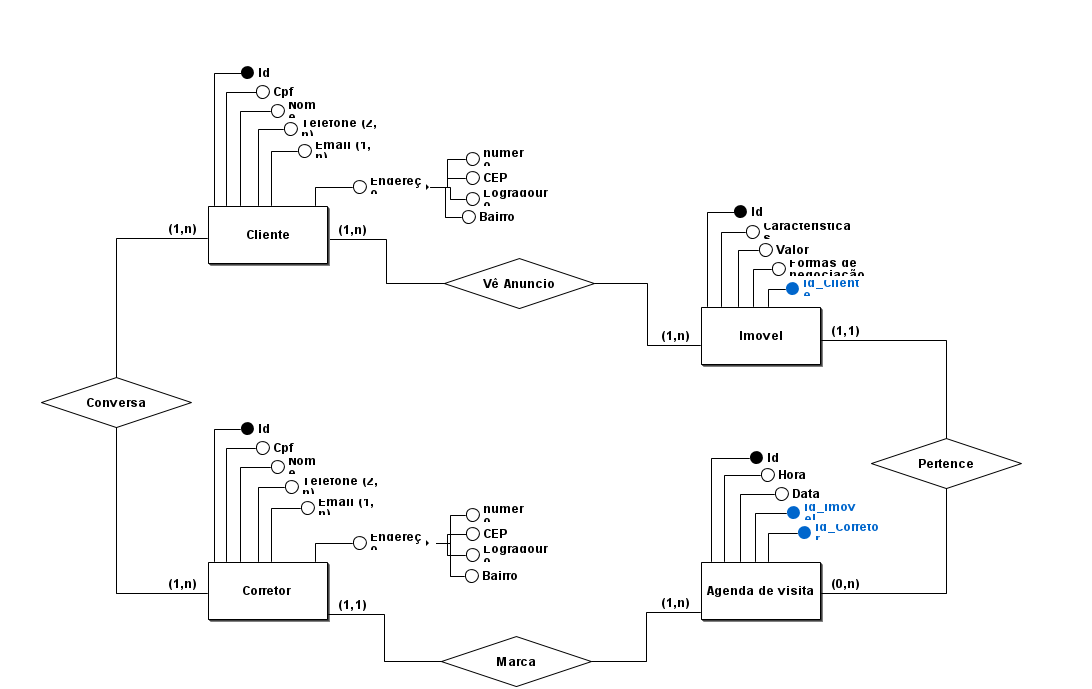 Id
Cpf
Nom
e
Telefone (2,
n)
Email (1,
n)
Endereç
o
numer
o
CEP
Logradour
o
Bairro
Cliente
(1,n)
(1,n)
Vê Anuncio
Id
Característica
s
Valor
Formas de
negociação
Id_Client
e
(1,n)
Imovel
(1,1)
Conversa
Id
Cpf
Nom
e
Telefone (2,
n)
Email (1,
n)
Endereç
o
numer
o
CEP
Logradour
o
Bairro
(1,n)
Corretor
(1,1)
Marca
Id
Hora
Data
Id_Imov
el
Id_Correto
r
(1,n)
Agenda de visita
(0,n)
Pertence